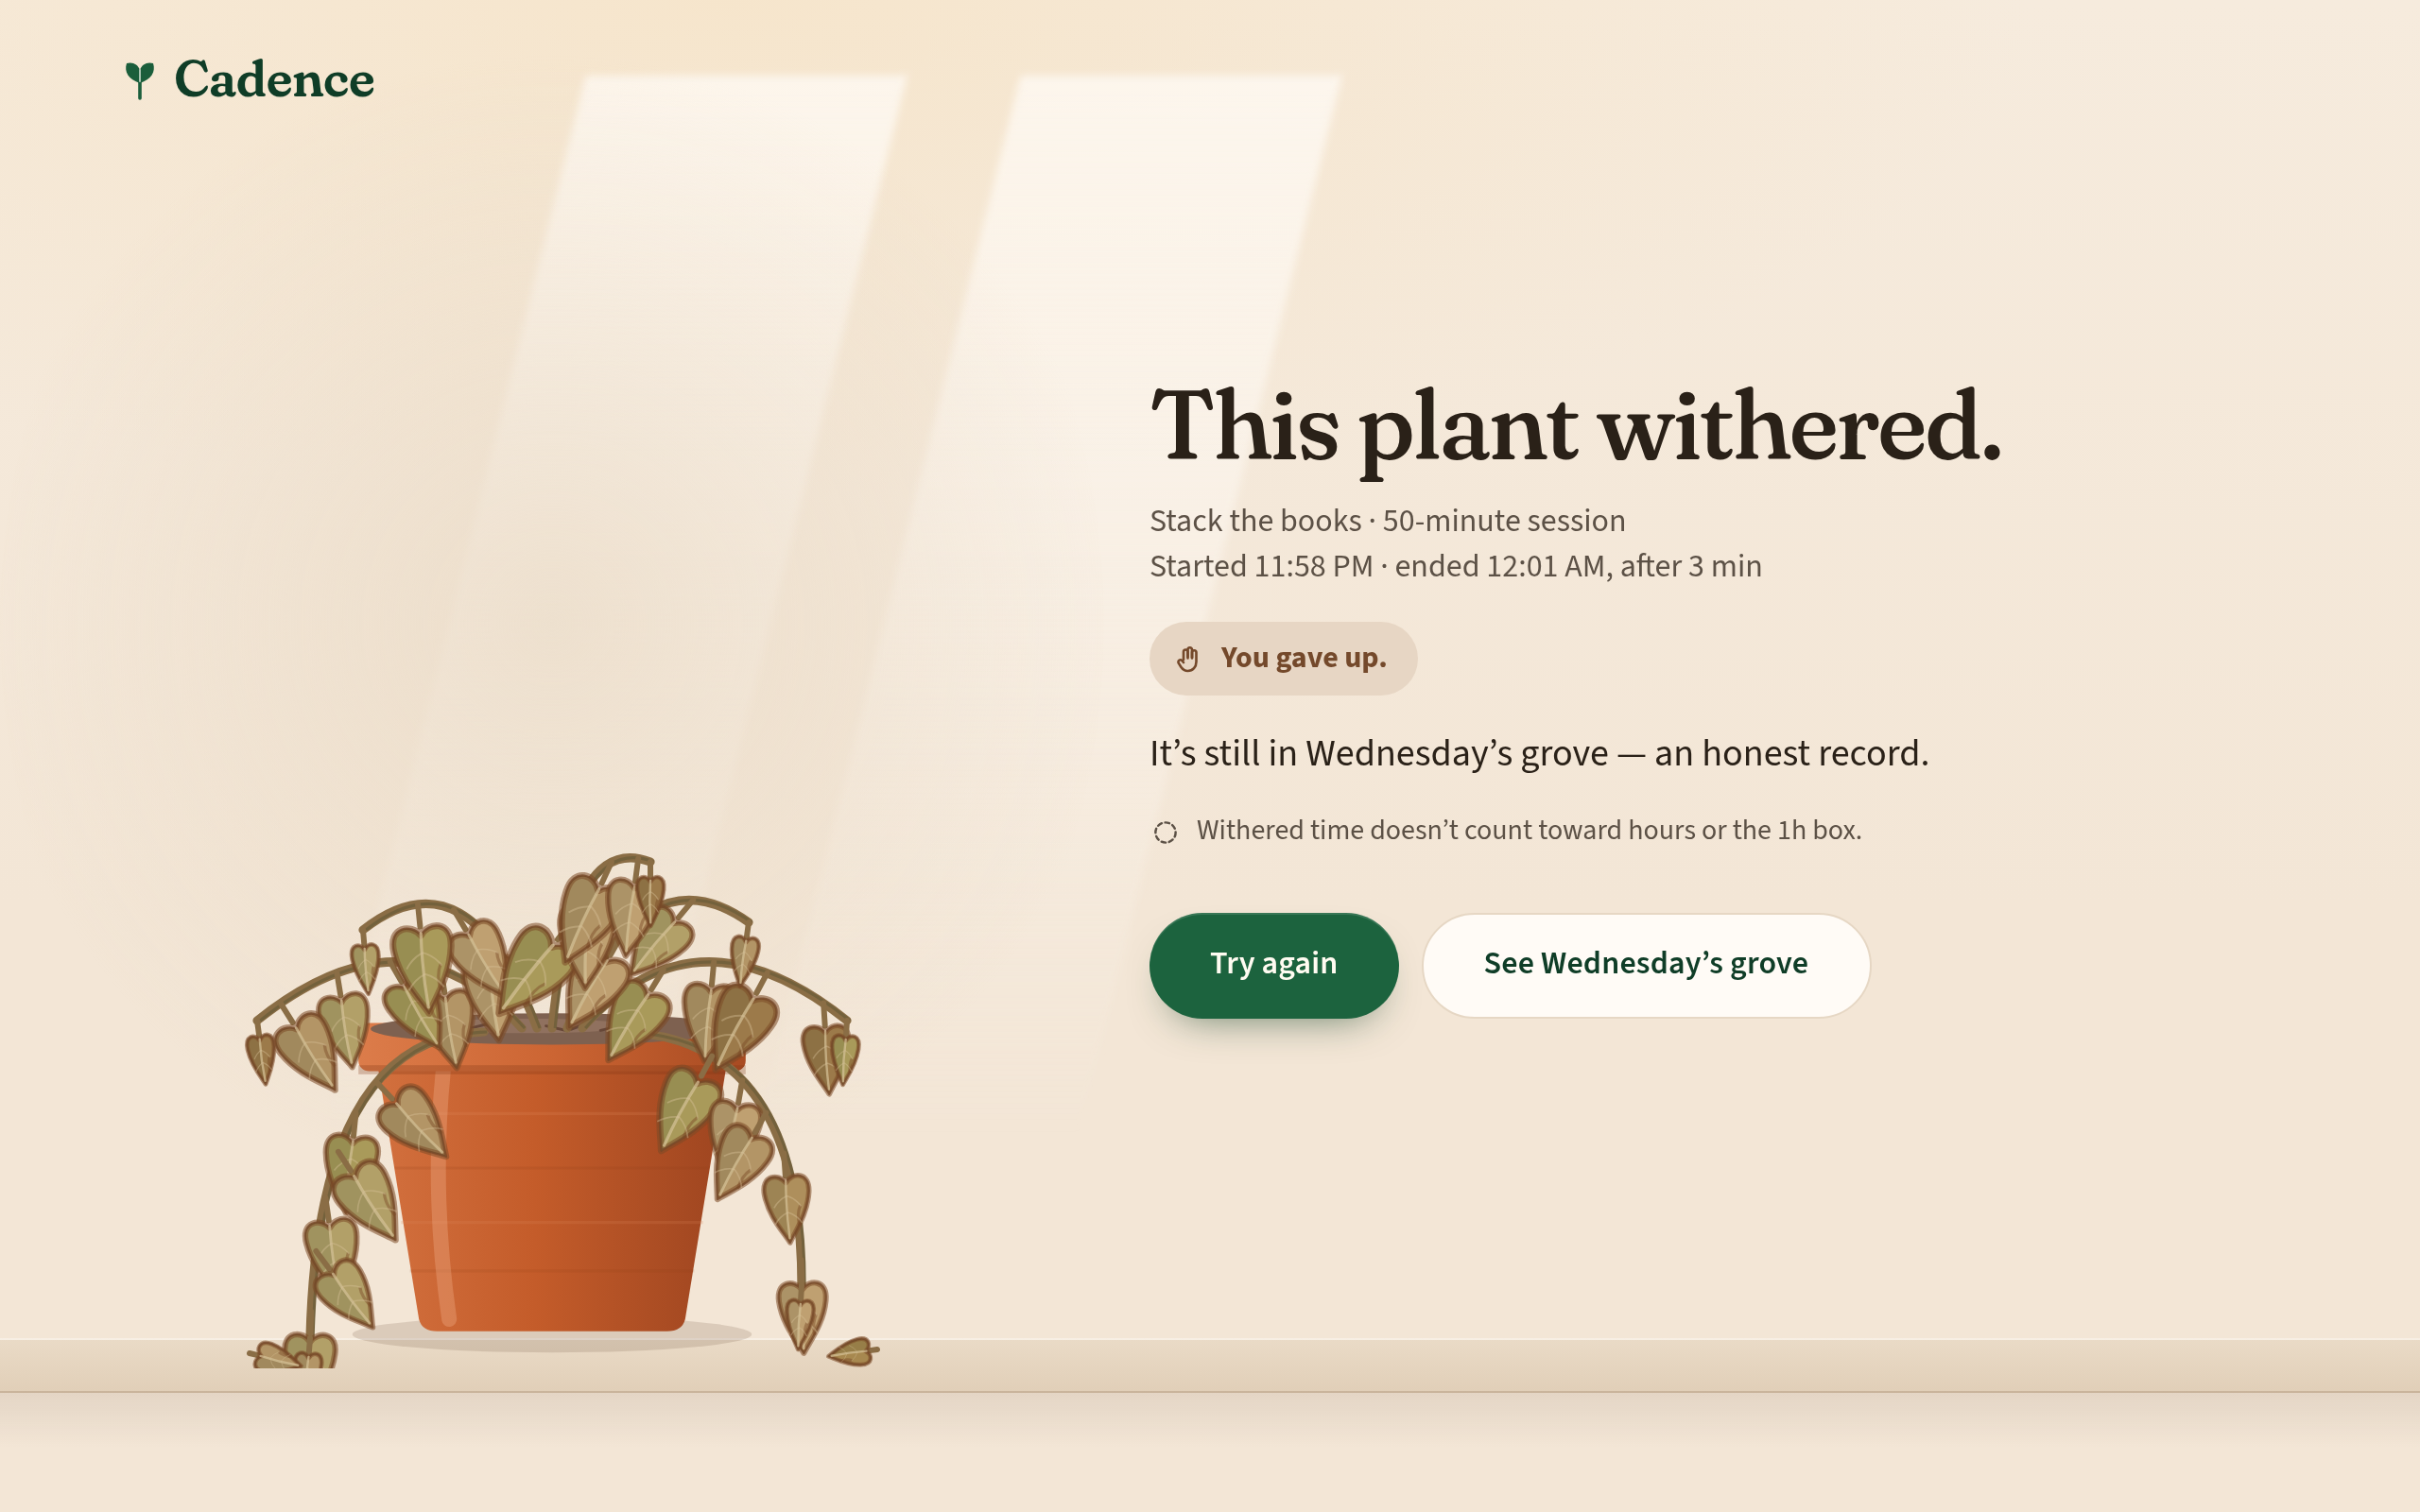 Cadence
This plant withered.
Stack the books · 50-minute session
Started 11:58 PM · ended 12:01 AM, after 3 min
You gave up.
It’s still in Wednesday’s grove — an honest record.
Withered time doesn’t count toward hours or the 1h box.
Try again
See Wednesday’s grove